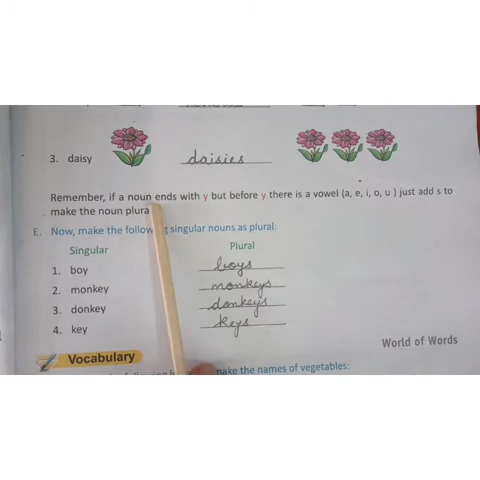 3. daisy daisies
Remember, if a noun ends with y but before y there is a vowel (a, e, i, o, u ) just add s to
make the noun plura
E. Now, make the following singular nouns as plural:
Singular Plural
1. boy boys
2. monkey monkeys
3. donkey donkeys
4. key keys
World of Words
Vocabulary
make the names of vegetables: